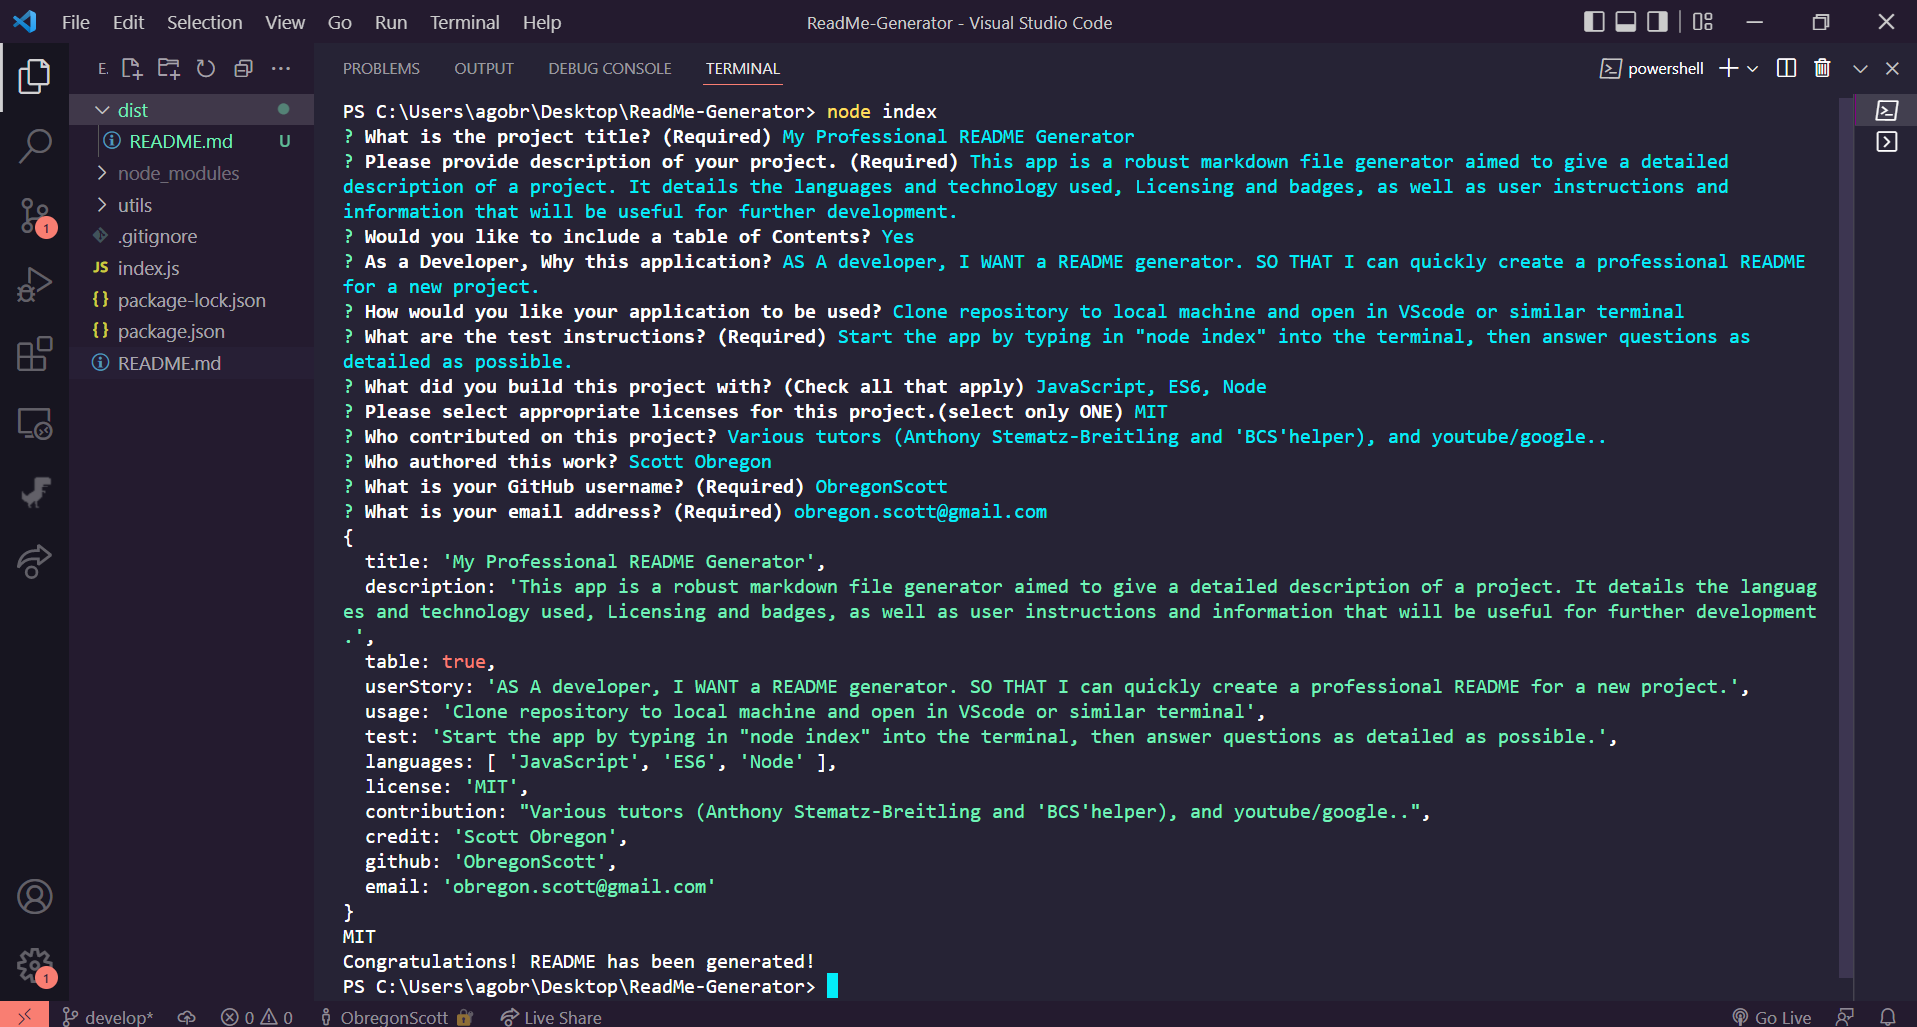 File Edit Selection View Go Run Terminal Help
ReadMe-Generator - Visual Studio Code
E.
dist
README.md U
node_modules
utils
.gitignore
JS index.js
{} package-lock.json
{} package.json
README.md
1
1
PROBLEMS OUTPUT DEBUG CONSOLE TERMINAL
powershell
PS C:\Users\agobr\Desktop\ReadMe-Generator> node index
? What is the project title? (Required) My Professional README Generator
? Please provide description of your project. (Required) This app is a robust markdown file generator aimed to give a detailed
description of a project. It details the languages and technology used, Licensing and badges, as well as user instructions and
information that will be useful for further development.
? Would you like to include a table of Contents? Yes
? As a Developer, Why this application? AS A developer, I WANT a README generator. SO THAT I can quickly create a professional README
for a new project.
? How would you like your application to be used? Clone repository to local machine and open in VScode or similar terminal
? What are the test instructions? (Required) Start the app by typing in "node index" into the terminal, then answer questions as
detailed as possible.
? What did you build this project with? (Check all that apply) JavaScript, ES6, Node
? Please select appropriate licenses for this project.(select only ONE) MIT
? Who contributed on this project? Various tutors (Anthony Stematz-Breitling and 'BCS'helper), and youtube/google..
? Who authored this work? Scott Obregon
? What is your GitHub username? (Required) ObregonScott
? What is your email address? (Required) obregon.scott@gmail.com
{
title: 'My Professional README Generator',
description: 'This app is a robust markdown file generator aimed to give a detailed description of a project. It details the languag
es and technology used, Licensing and badges, as well as user instructions and information that will be useful for further development
.',
table: true,
userStory: 'AS A developer, I WANT a README generator. SO THAT I can quickly create a professional README for a new project.',
usage: 'Clone repository to local machine and open in VScode or similar terminal',
test: 'Start the app by typing in "node index" into the terminal, then answer questions as detailed as possible.',
languages: [ 'JavaScript', 'ES6', 'Node' ],
license: 'MIT',
contribution: "Various tutors (Anthony Stematz-Breitling and 'BCS'helper), and youtube/google..",
credit: 'Scott Obregon',
github: 'ObregonScott',
email: 'obregon.scott@gmail.com'
}
MIT
Congratulations! README has been generated!
PS C:\Users\agobr\Desktop\ReadMe-Generator>
develop* 0 0 ObregonScott Live Share Go Live